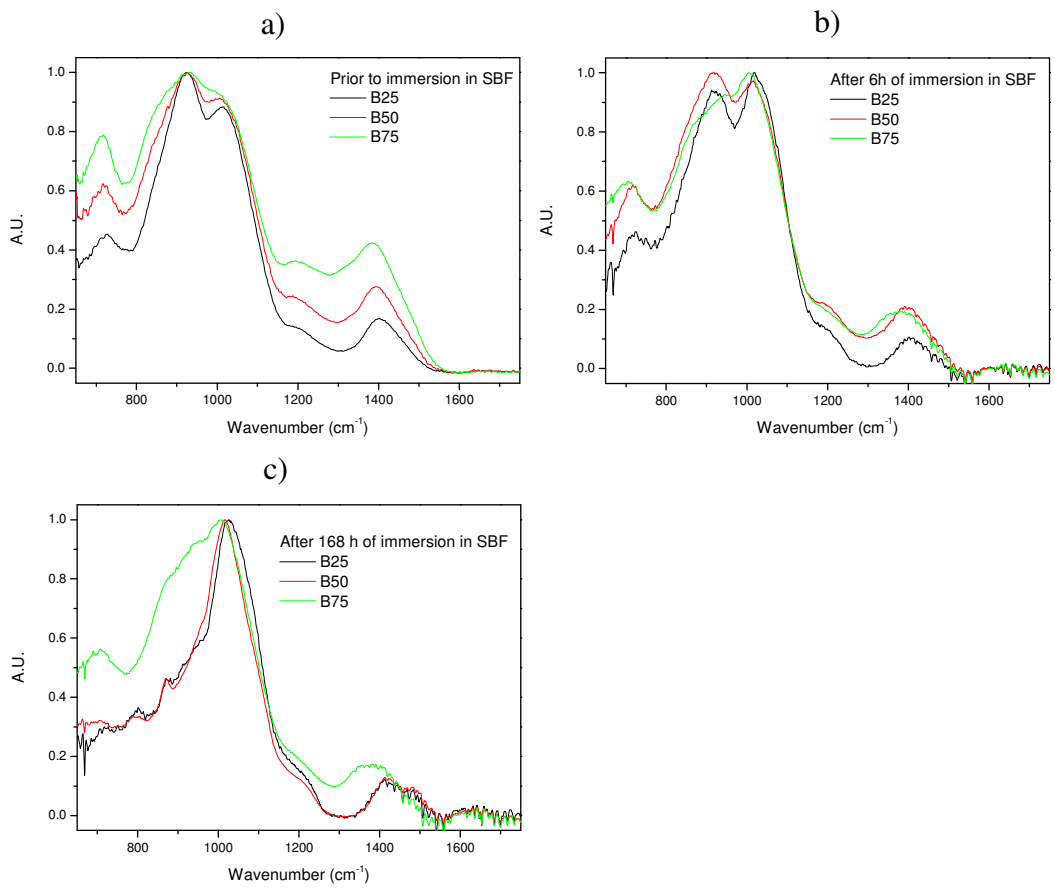 a)
Prior to immersion in SBF
B25
B50
B75
1.0
0.8
0.6
0.4
0.2
0.0
A.U.
800 1000 1200 1400 1600
Wavenumber (cm⁻¹)
b)
After 6h of immersion in SBF
B25
B50
B75
1.0
0.8
0.6
0.4
0.2
0.0
A.U.
800 1000 1200 1400 1600
Wavenumber (cm⁻¹)
c)
After 168 h of immersion in SBF
B25
B50
B75
1.0
0.8
0.6
0.4
0.2
0.0
A.U.
800 1000 1200 1400 1600
Wavenumber (cm⁻¹)